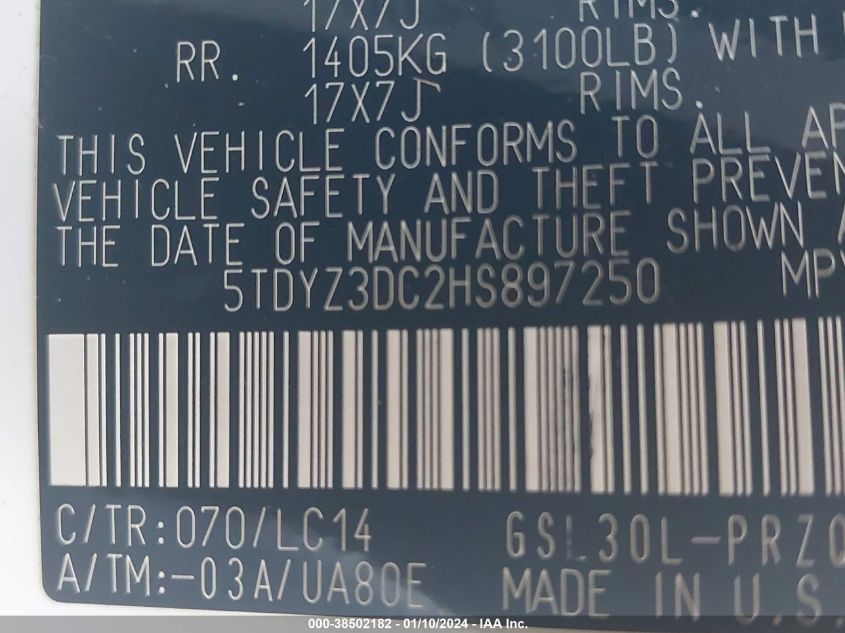 17X7J RIMS.
RR. 1405KG (3100LB) WITH
17X7J RIMS.
THIS VEHICLE CONFORMS TO ALL AP
VEHICLE SAFETY AND THEFT PREVEN
THE DATE OF MANUFACTURE SHOWN A
5TDYZ3DC2HS897250 MPV
C/TR:070/LC14 GSL30L-PRZQ
A/TM:-03A/UA80E MADE IN U.S.
000-38502182 - 01/10/2024 - IAA Inc.